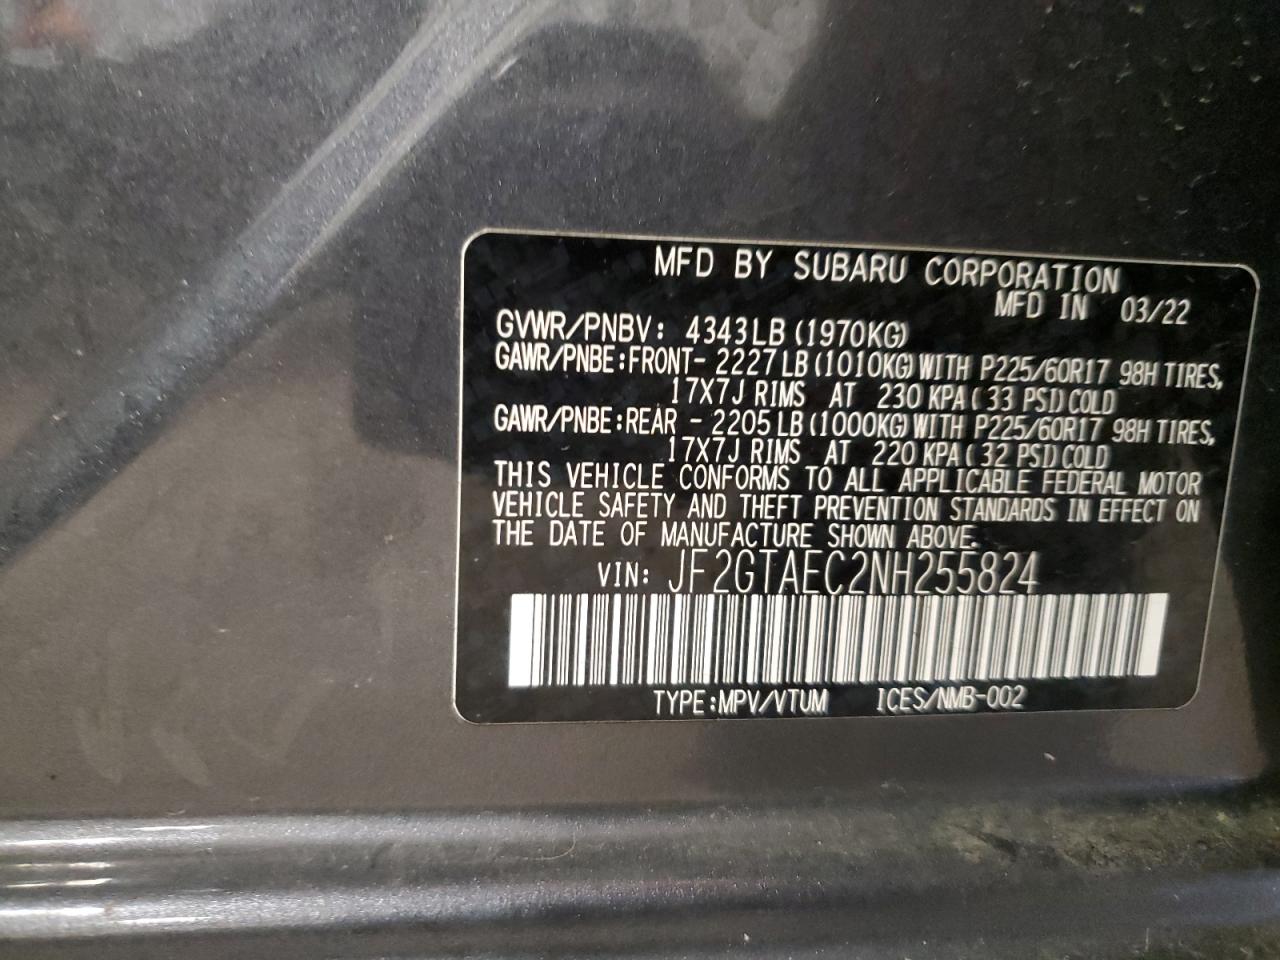 MFD BY SUBARU CORPORATION
MFD IN 03/22
GVWR/PNBV: 4343LB (1970KG)
GAWR/PNBE:FRONT- 2227LB (1010KG) WITH P225/60R17 98H TIRES,
17X7J RIMS AT 230 KPA( 33 PSI) COLD
GAWR/PNBE:REAR - 2205LB (1000KG) WITH P225/60R17 98H TIRES,
17X7J RIMS AT 220 KPA( 32 PSI) COLD
THIS VEHICLE CONFORMS TO ALL APPLICABLE FEDERAL MOTOR
VEHICLE SAFETY AND THEFT PREVENTION STANDARDS IN EFFECT ON
THE DATE OF MANUFACTURE SHOWN ABOVE.
VIN: JF2GTAEC2NH255824
TYPE:MPV/VTUM ICES/NMB-002